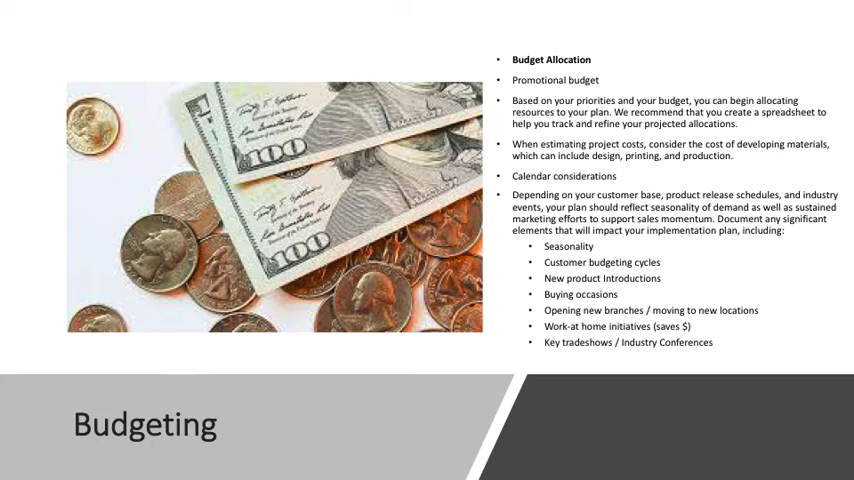 • Budget Allocation
• Promotional budget
• Based on your priorities and your budget, you can begin allocating
resources to your plan. We recommend that you create a spreadsheet to
help you track and refine your projected allocations.
• When estimating project costs, consider the cost of developing materials,
which can include design, printing, and production.
• Calendar considerations
• Depending on your customer base, product release schedules, and industry
events, your plan should reflect seasonality of demand as well as sustained
marketing efforts to support sales momentum. Document any significant
elements that will impact your implementation plan, including:
• Seasonality
• Customer budgeting cycles
• New product Introductions
• Buying occasions
• Opening new branches / moving to new locations
• Work-at home initiatives (saves $)
• Key tradeshows / Industry Conferences
100
FRANKLIN
100
Budgeting